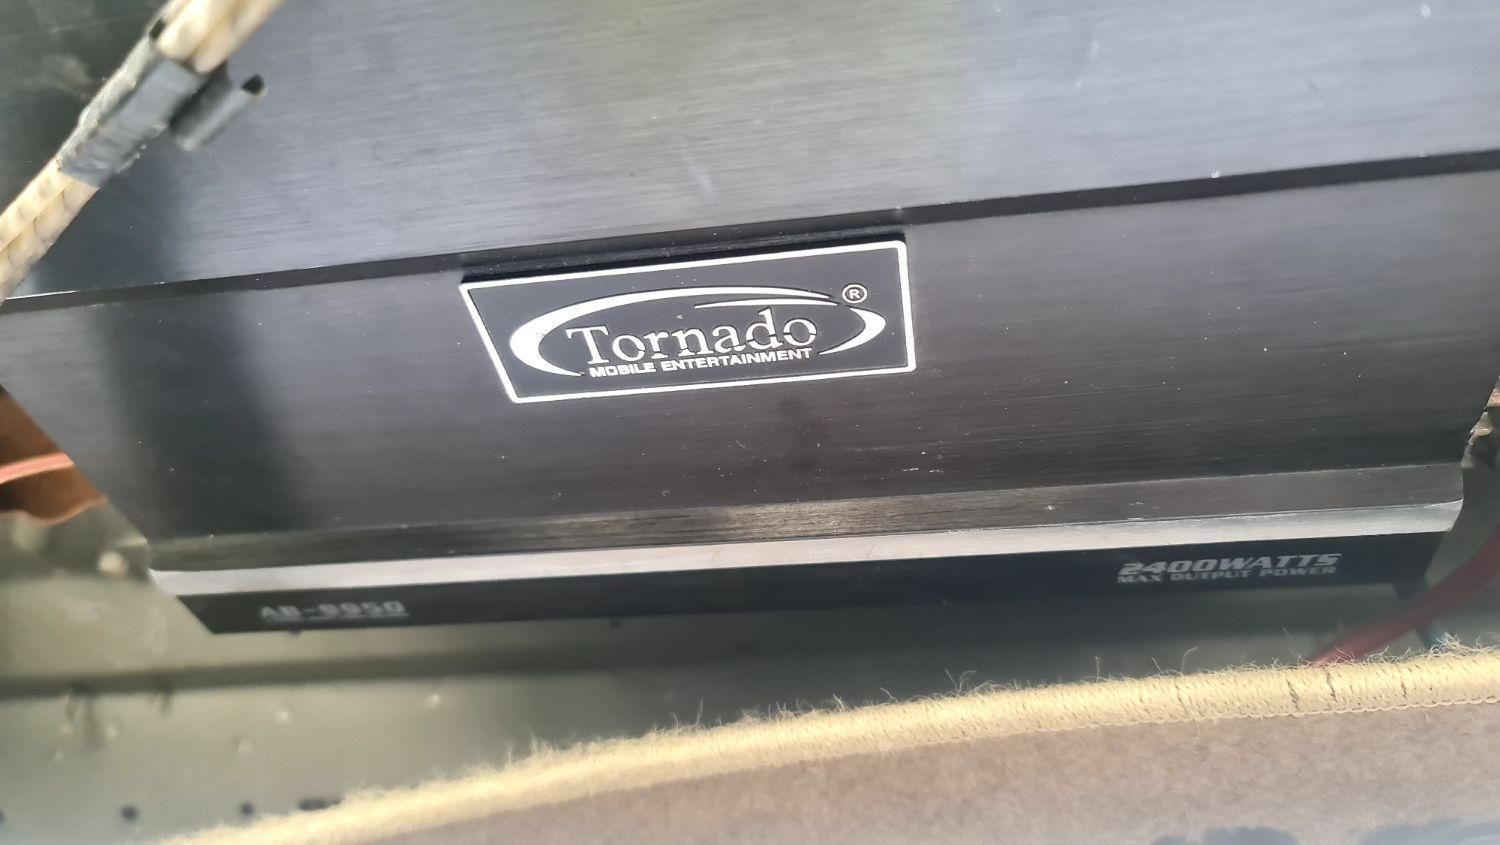 Tornado ®
MOBILE ENTERTAINMENT
2400WATTS
MAX OUTPUT POWER